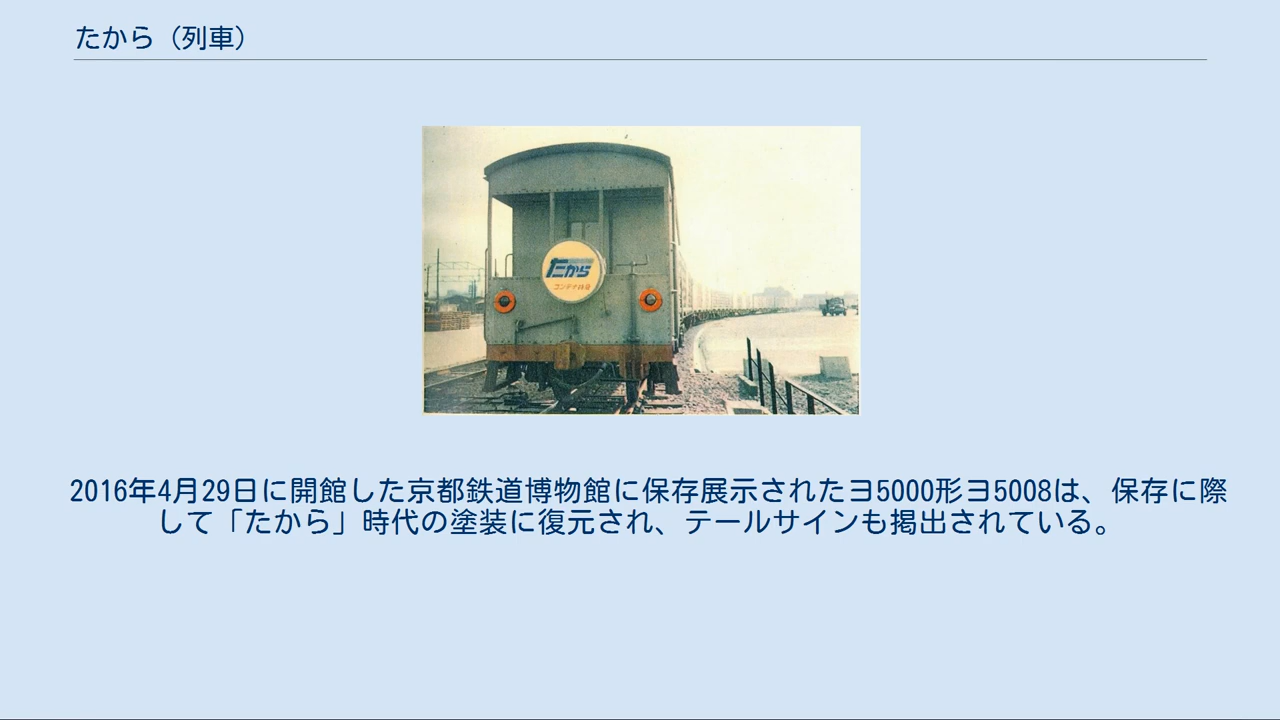 たから（列車）
たから
コンテナ特急
2016年4月29日に開館した京都鉄道博物館に保存展示されたヨ5000形ヨ5008は、保存に際
して「たから」時代の塗装に復元され、テールサインも掲出されている。